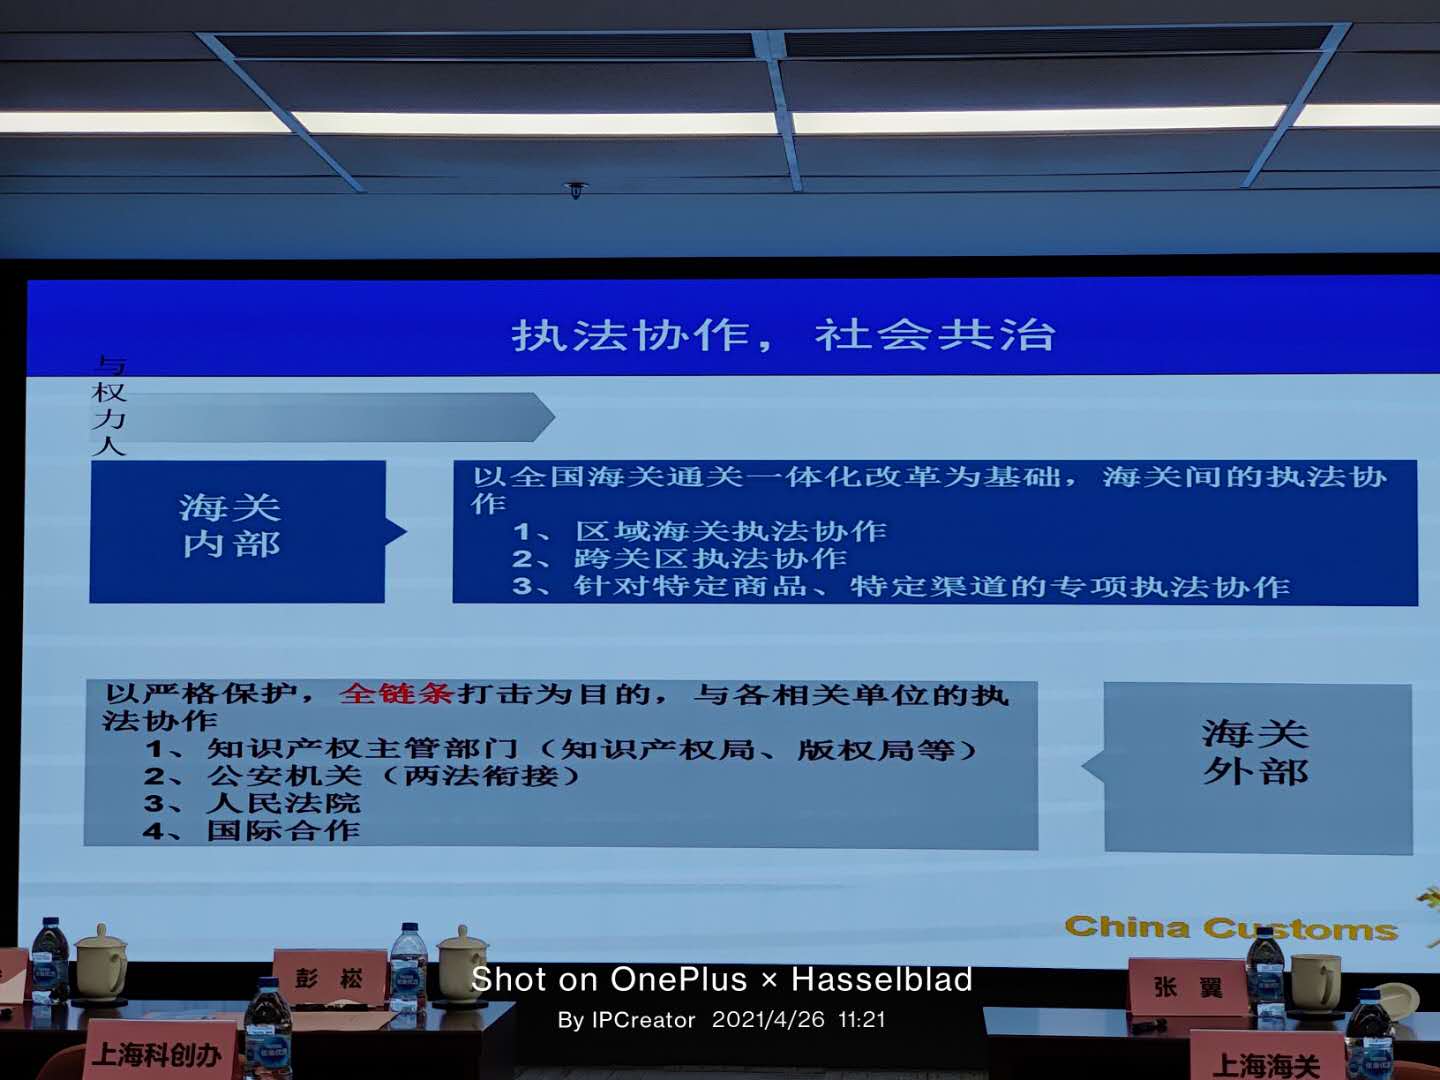 执法协作，社会共治
与
权
力
人
海关
内部
以全国海关通关一体化改革为基础，海关间的执法协
作
1、区域海关执法协作
2、跨关区执法协作
3、针对特定商品、特定渠道的专项执法协作
以严格保护，全链条打击为目的，与各相关单位的执
法协作
1、知识产权主管部门（知识产权局、版权局等）
2、公安机关（两法衔接）
3、人民法院
4、国际合作
海关
外部
China Customs
彭 崧
张 翼
上海科创办
上海海关
Shot on OnePlus × Hasselblad
By IPCreator 2021/4/26 11:21